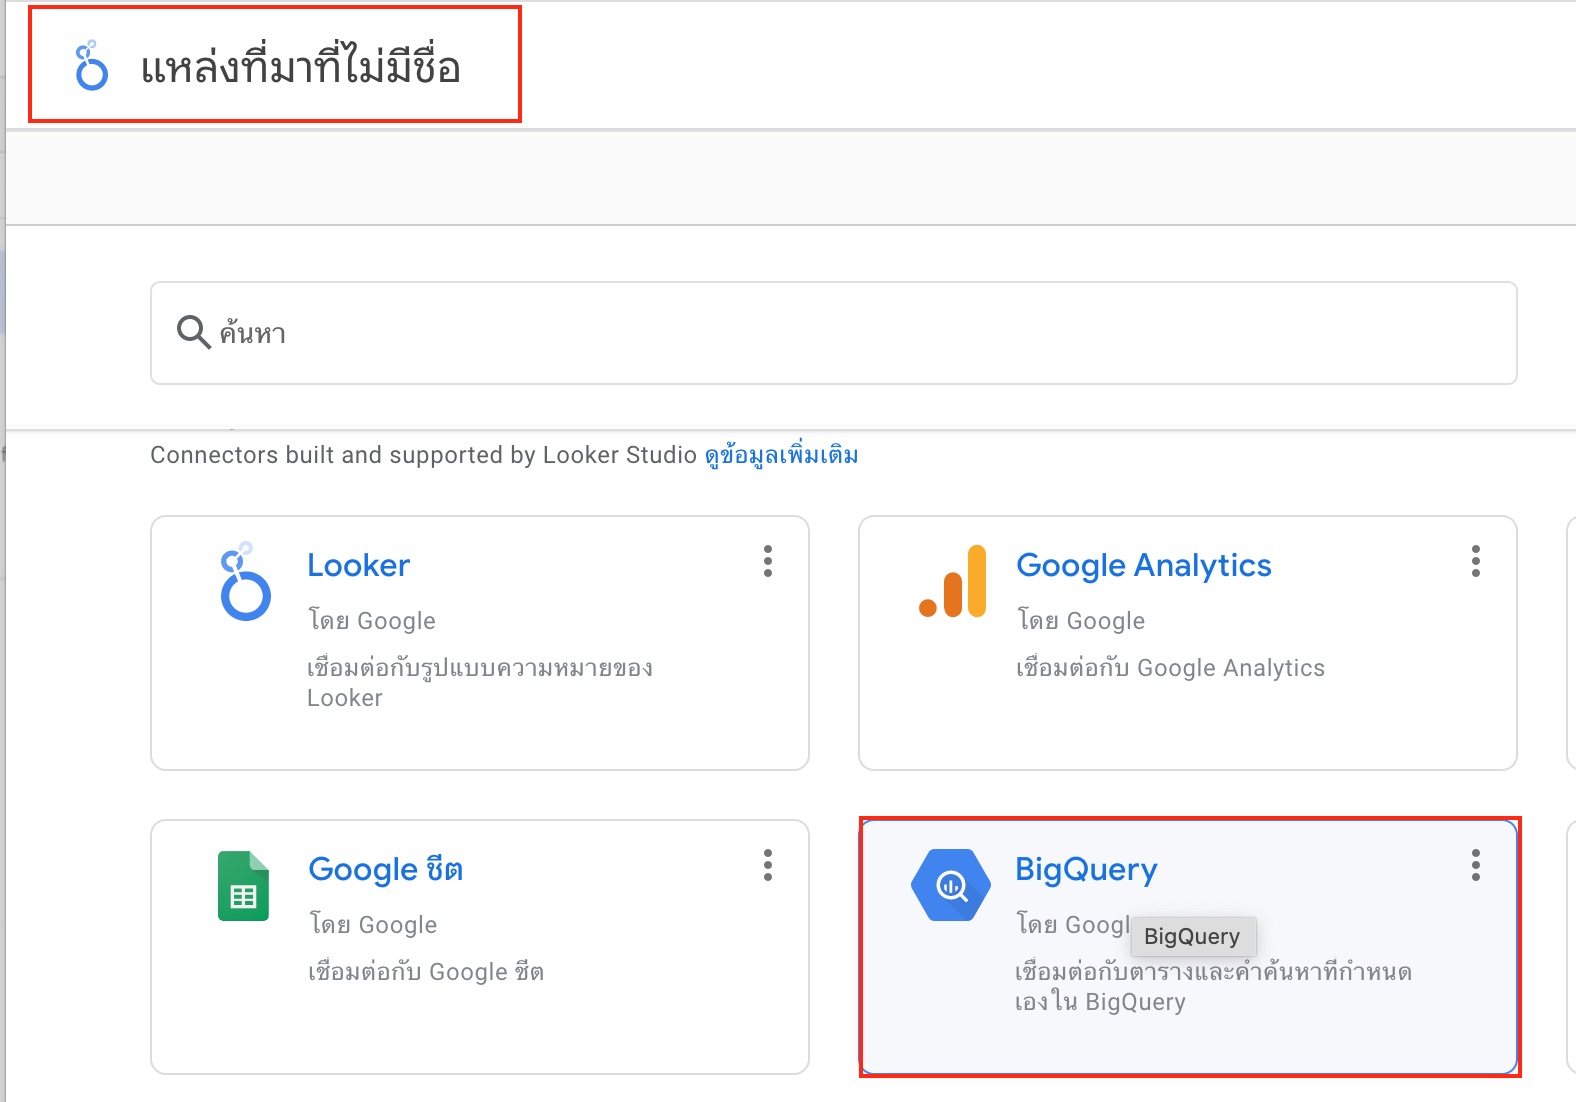 แหล่งที่มาที่ไม่มีชื่อ
ค้นหา
Connectors built and supported by Looker Studio ดูข้อมูลเพิ่มเติม
Looker
โดย Google
เชื่อมต่อกับรูปแบบความหมายของ
Looker
Google Analytics
โดย Google
เชื่อมต่อกับ Google Analytics
Google ชีต
โดย Google
เชื่อมต่อกับ Google ชีต
BigQuery
โดย Googl
BigQuery
เชื่อมต่อกับตารางและคำค้นหาที่กำหนด
เองใน BigQuery